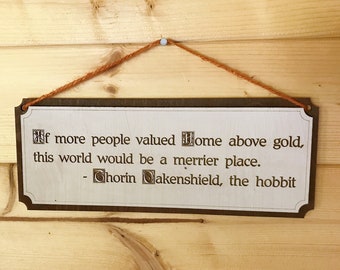 If more people valued Home above gold,
this world would be a merrier place.
- Thorin Oakenshield, the hobbit